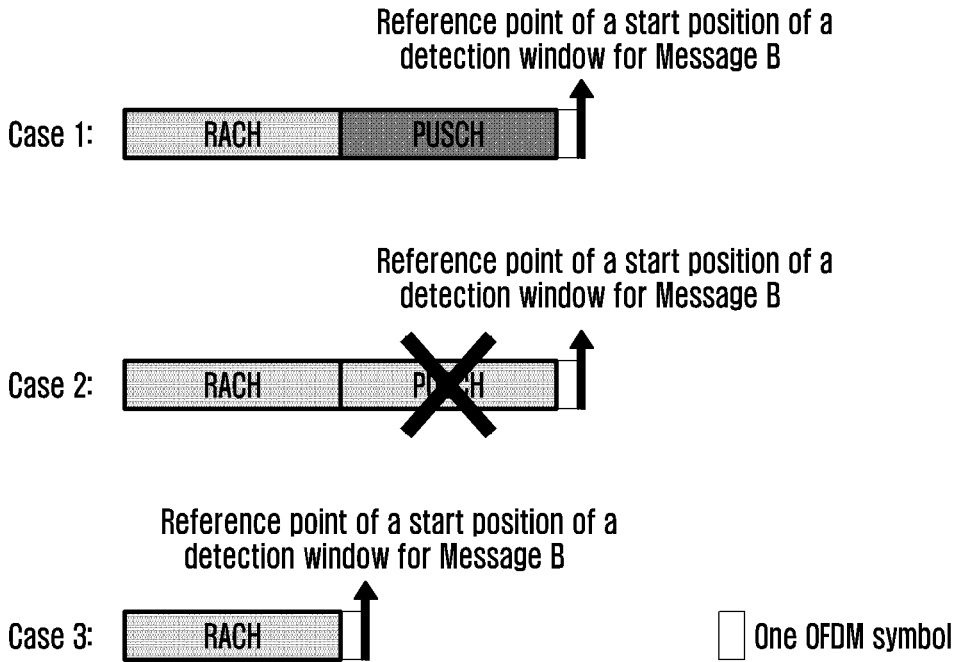 Reference point of a start position of a
detection window for Message B
Case 1:
RACH
PUSCH
Reference point of a start position of a
detection window for Message B
Case 2:
RACH
PUSCH
Reference point of a start position of a
detection window for Message B
Case 3:
RACH
One OFDM symbol